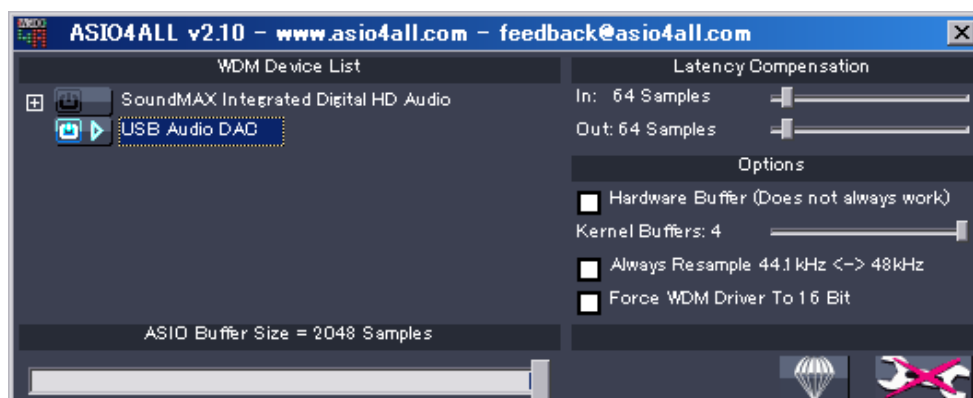 ASIO4ALL v2.10 - www.asio4all.com - feedback@asio4all.com
WDM Device List
SoundMAX Integrated Digital HD Audio
USB Audio DAC
Latency Compensation
In: 64 Samples
Out: 64 Samples
Options
Hardware Buffer (Does not always work)
Kernel Buffers: 4
Always Resample 44.1kHz <-> 48kHz
Force WDM Driver To 16 Bit
ASIO Buffer Size = 2048 Samples